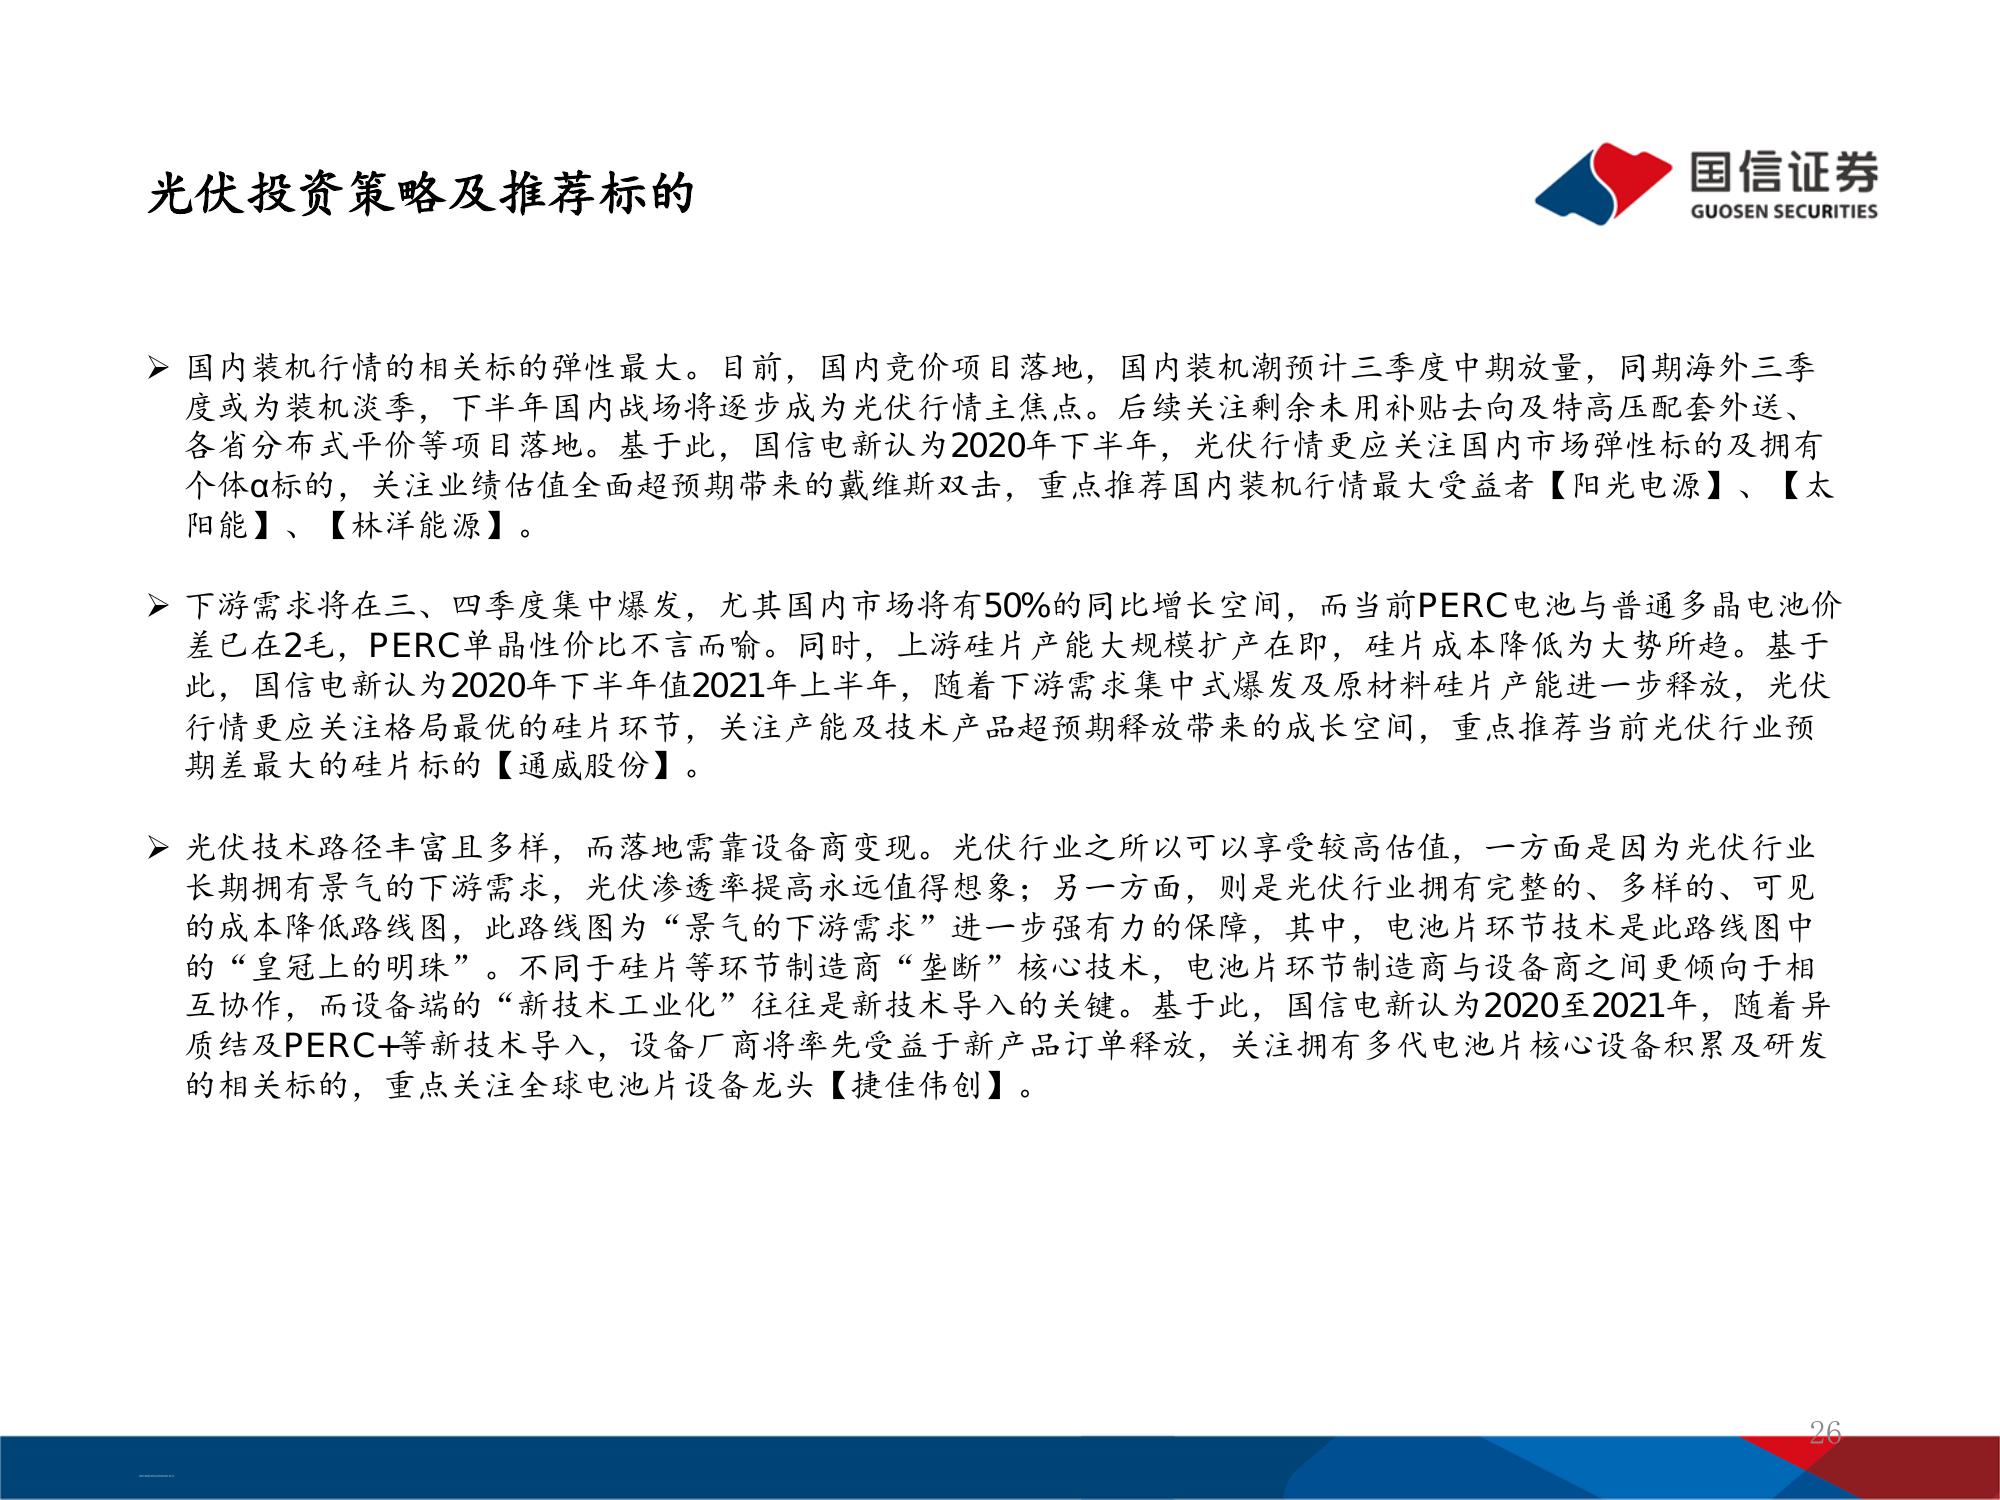 光伏投资策略及推荐标的
国信证券
GUOSEN SECURITIES
➢ 国内装机行情的相关标的弹性最大。目前，国内竞价项目落地，国内装机潮预计三季度中期放量，同期海外三季
度或为装机淡季，下半年国内战场将逐步成为光伏行情主焦点。后续关注剩余未用补贴去向及特高压配套外送、
各省分布式平价等项目落地。基于此，国信电新认为2020年下半年，光伏行情更应关注国内市场弹性标的及拥有
个体α标的，关注业绩估值全面超预期带来的戴维斯双击，重点推荐国内装机行情最大受益者【阳光电源】、【太
阳能】、【林洋能源】。
➢ 下游需求将在三、四季度集中爆发，尤其国内市场将有50%的同比增长空间，而当前PERC电池与普通多晶电池价
差已在2毛，PERC单晶性价比不言而喻。同时，上游硅片产能大规模扩产在即，硅片成本降低为大势所趋。基于
此，国信电新认为2020年下半年值2021年上半年，随着下游需求集中式爆发及原材料硅片产能进一步释放，光伏
行情更应关注格局最优的硅片环节，关注产能及技术产品超预期释放带来的成长空间，重点推荐当前光伏行业预
期差最大的硅片标的【通威股份】。
➢ 光伏技术路径丰富且多样，而落地需靠设备商变现。光伏行业之所以可以享受较高估值，一方面是因为光伏行业
长期拥有景气的下游需求，光伏渗透率提高永远值得想象；另一方面，则是光伏行业拥有完整的、多样的、可见
的成本降低路线图，此路线图为“景气的下游需求”进一步强有力的保障，其中，电池片环节技术是此路线图中
的“皇冠上的明珠”。不同于硅片等环节制造商“垄断”核心技术，电池片环节制造商与设备商之间更倾向于相
互协作，而设备端的“新技术工业化”往往是新技术导入的关键。基于此，国信电新认为2020至2021年，随着异
质结及PERC+等新技术导入，设备厂商将率先受益于新产品订单释放，关注拥有多代电池片核心设备积累及研发
的相关标的，重点关注全球电池片设备龙头【捷佳伟创】。
26